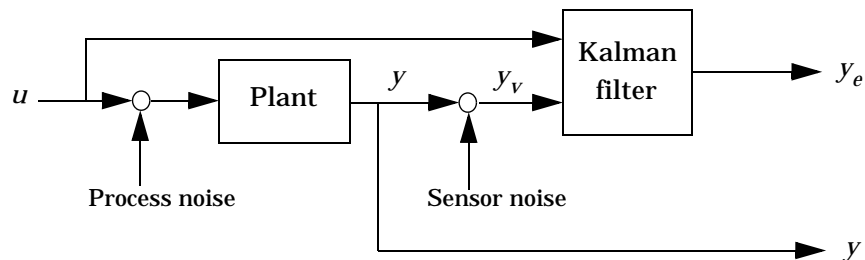 Kalman
filter
y_e
u
Plant
y
y_v
Process noise
Sensor noise
y